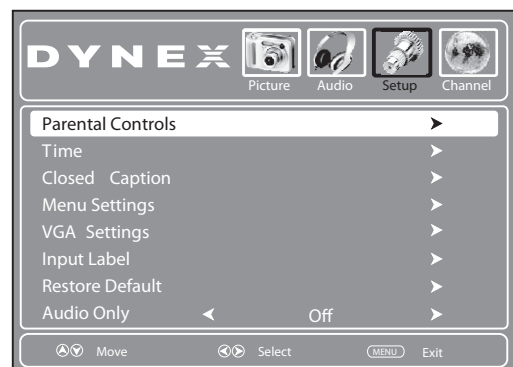 DYNEX
Picture Audio Setup Channel
Parental Controls
Time
Closed Caption
Menu Settings
VGA Settings
Input Label
Restore Default
Audio Only Off
Move Select MENU Exit